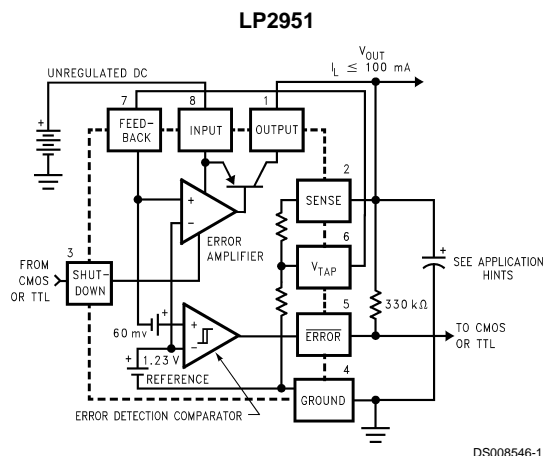 LP2951
V_OUT
I_L ≤ 100 mA
UNREGULATED DC
+
7
8
1
FEED-
BACK
INPUT
OUTPUT
2
SENSE
+
−
ERROR
AMPLIFIER
6
V_TAP
+
SEE APPLICATION
HINTS
3
FROM
CMOS
OR TTL
SHUT-
DOWN
5
330 kΩ
60 mv
+
+
−
ERROR
TO CMOS
OR TTL
+
1.23 V
REFERENCE
4
GROUND
ERROR DETECTION COMPARATOR
DS008546-1